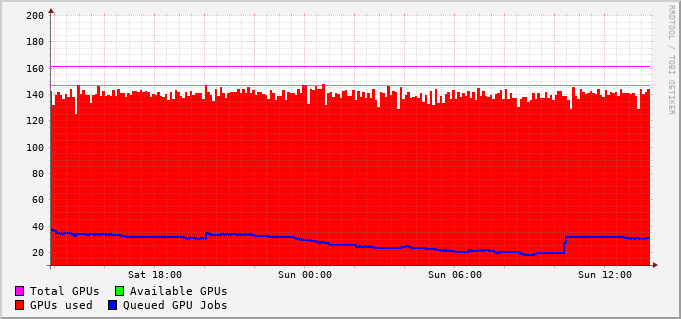 200
180
160
140
120
100
80
60
40
20
Sat 18:00 Sun 00:00 Sun 06:00 Sun 12:00
Total GPUs Available GPUs
GPUs used Queued GPU Jobs
RRDTOOL / TOBI OETIKER